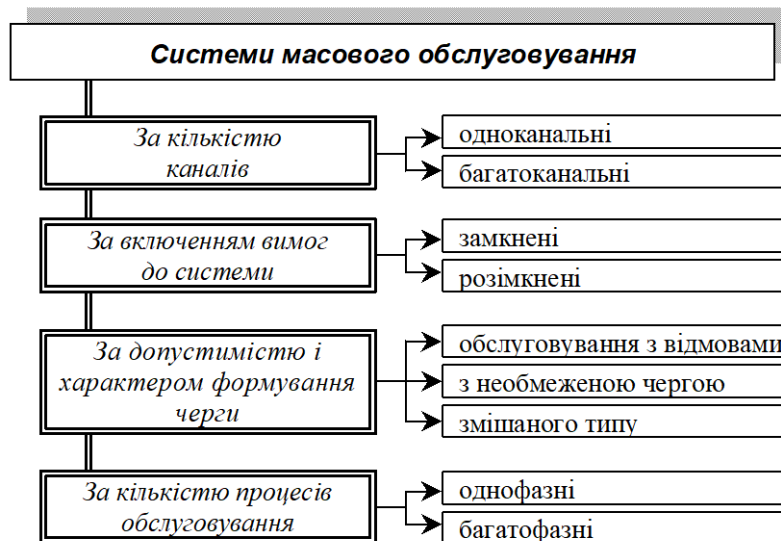 Системи масового обслуговування
За кількістю
каналів
одноканальні
багатоканальні
За включенням вимог
до системи
замкнені
розімкнені
За допустимістю і
характером формування
черги
обслуговування з відмовами
з необмеженою чергою
змішаного типу
За кількістю процесів
обслуговування
однофазні
багатофазні